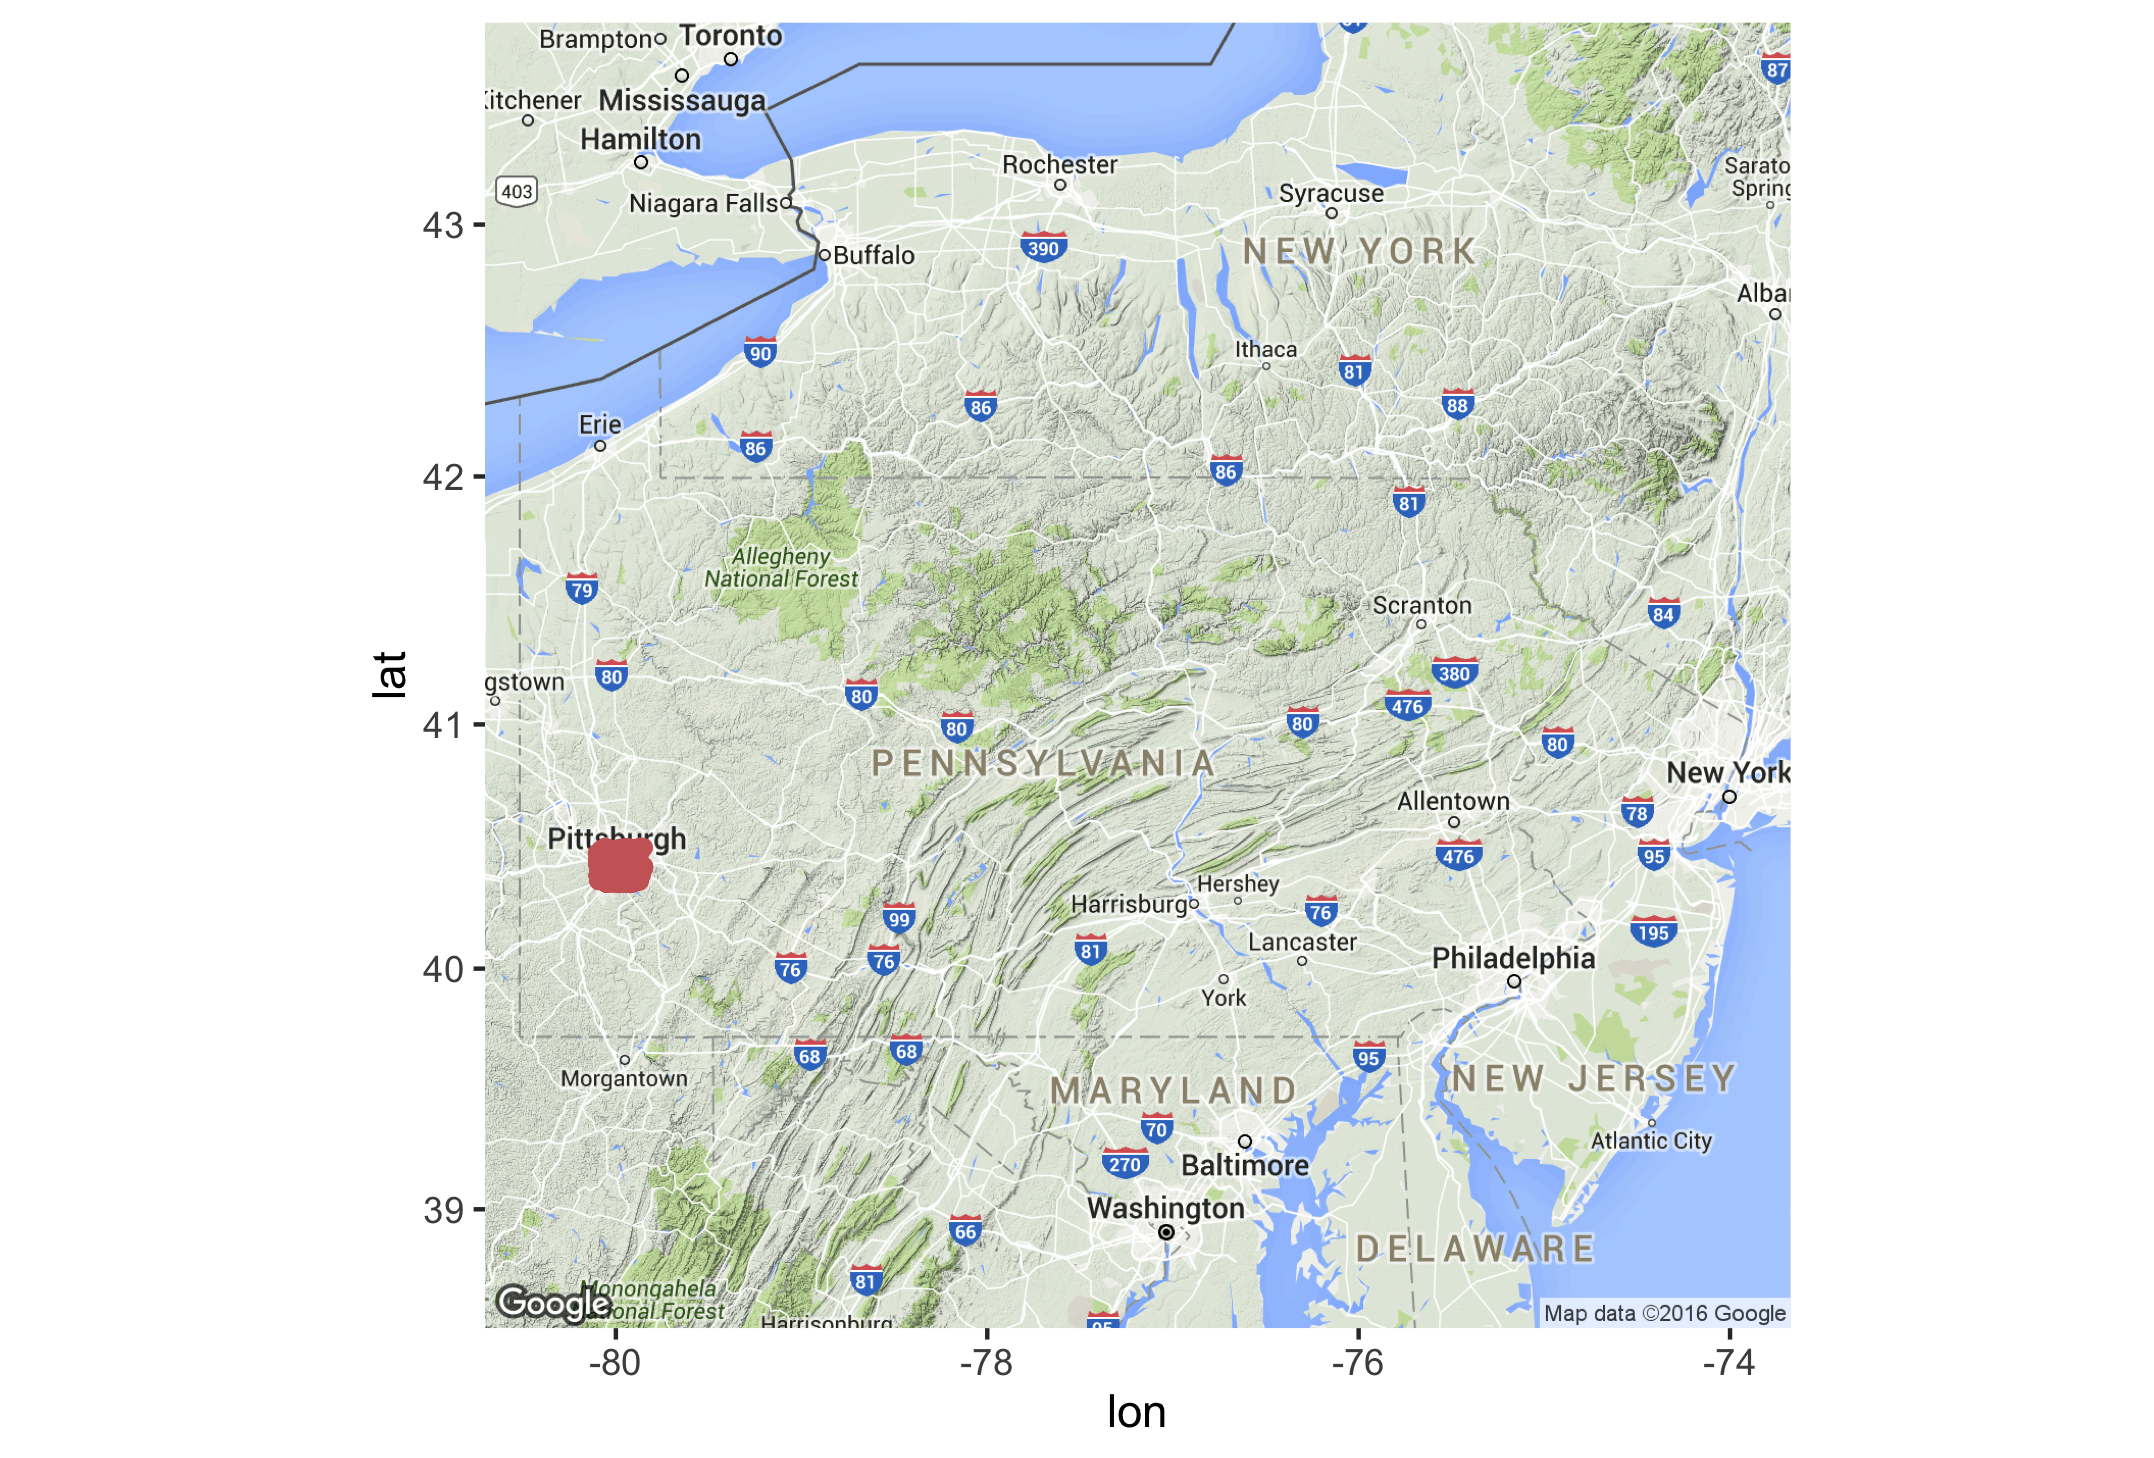 Brampton
Toronto
87
Kitchener
Mississauga
Hamilton
403
Rochester
Sarato
Spring
Niagara Falls
Syracuse
43
390
NEW YORK
Buffalo
Alba
90
Ithaca
81
86
88
Erie
86
42
86
81
Allegheny
National Forest
79
Scranton
84
lat
80
gstown
380
80
476
41
80
80
80
PENNSYLVANIA
New York
Allentown
78
Pittsburgh
476
95
Hershey
Harrisburg
99
76
195
81
Lancaster
76
76
Philadelphia
40
York
68
68
95
Morgantown
MARYLAND
NEW JERSEY
70
Atlantic City
270
Baltimore
39
Washington
66
DELAWARE
81
Monongahela
National Forest
Google
Harrisonburg
95
Map data ©2016 Google
-80
-78
-76
-74
lon